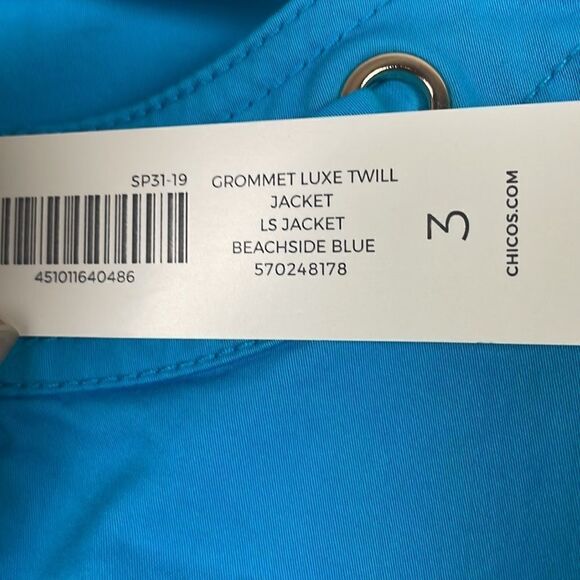 SP31-19
451011640486
GROMMET LUXE TWILL
JACKET
LS JACKET
BEACHSIDE BLUE
570248178
3
CHICOS.COM